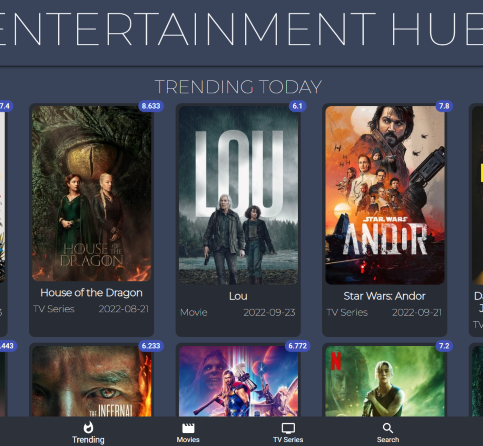 ENTERTAINMENT HUB
TRENDING TODAY
7.4
8.633
6.1
7.8
HOUSE OF THE
DRAGON
LOU
STAR WARS
ANDOR
House of the Dragon
TV Series 2022-08-21
Lou
Movie 2022-09-23
Star Wars: Andor
TV Series 2022-09-21
.443
6.233
6.772
7.2
THE INFERNAL
N
Trending
Movies
TV Series
Search